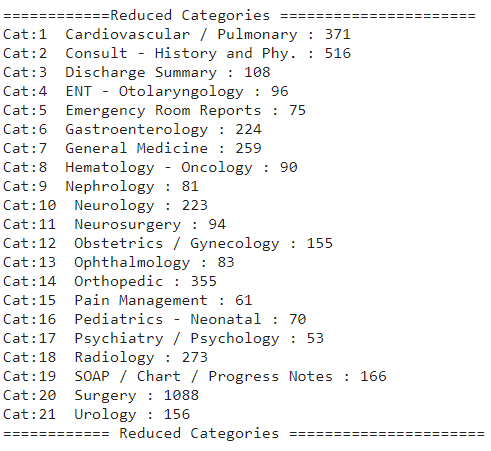 ============Reduced Categories =======================
Cat:1  Cardiovascular / Pulmonary : 371
Cat:2  Consult - History and Phy. : 516
Cat:3  Discharge Summary : 108
Cat:4  ENT - Otolaryngology : 96
Cat:5  Emergency Room Reports : 75
Cat:6  Gastroenterology : 224
Cat:7  General Medicine : 259
Cat:8  Hematology - Oncology : 90
Cat:9  Nephrology : 81
Cat:10  Neurology : 223
Cat:11  Neurosurgery : 94
Cat:12  Obstetrics / Gynecology : 155
Cat:13  Ophthalmology : 83
Cat:14  Orthopedic : 355
Cat:15  Pain Management : 61
Cat:16  Pediatrics - Neonatal : 70
Cat:17  Psychiatry / Psychology : 53
Cat:18  Radiology : 273
Cat:19  SOAP / Chart / Progress Notes : 166
Cat:20  Surgery : 1088
Cat:21  Urology : 156
============ Reduced Categories =======================